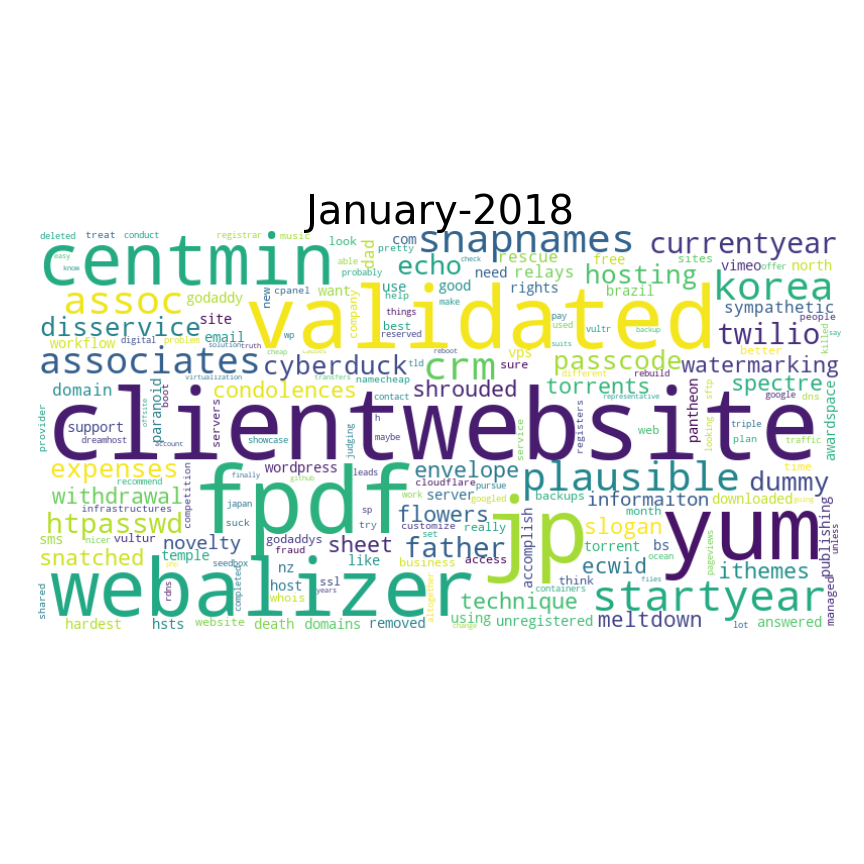 January-2018
deleted treat conduct registrar music look dad com snapnames currentyear
easy know centmin able pretty echo check rescue free sites vimeo offer north
probably need relays hosting korea
assoc godaddy new cpanel want use help good rights brazil sympathetic
validated company things make pay used vultr backup people
disservice site email wp best reserved suits twilio killed say
workflow digital problem solution truth cheap causes tld reboot vps better
associates cyberduck crm sure passcode watermarking
virtualization transfers namecheap different rebuild google
domain paranoid boot condolences contact shrouded torrents representative pantheon sftp spectre dns awardspace
provider support offsite servers h service registers web looking triple plan traffic
clientwebsite
dreamhost account showcase judging maybe
expenses finally wordpress leads envelope plausible time dummy
recommend github cloudflare pursue
withdrawal competition fpdf work googled server backups informaiton downloaded going
infrastructures japan sp customize flowers month publishing
htpasswd suck try set really jp accomplish slogan yum unless
sms nicer vultur novelty godaddys sheet father torrent bs pageviews
snatched temple fraud seedbox like business access ecwid ocean ithemes
php nz host ssl think files
shared webalizer rdns completed whois years altogether containers technique startyear managed
hardest hsts website death domains removed change using unregistered meltdown lot answered